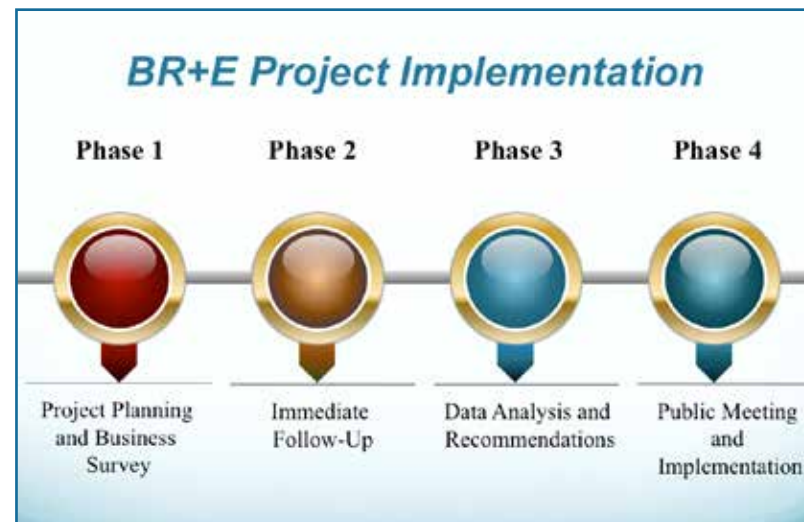 BR+E Project Implementation
Phase 1
Phase 2
Phase 3
Phase 4
Project Planning
and Business
Survey
Immediate
Follow-Up
Data Analysis and
Recommendations
Public Meeting
and
Implementation